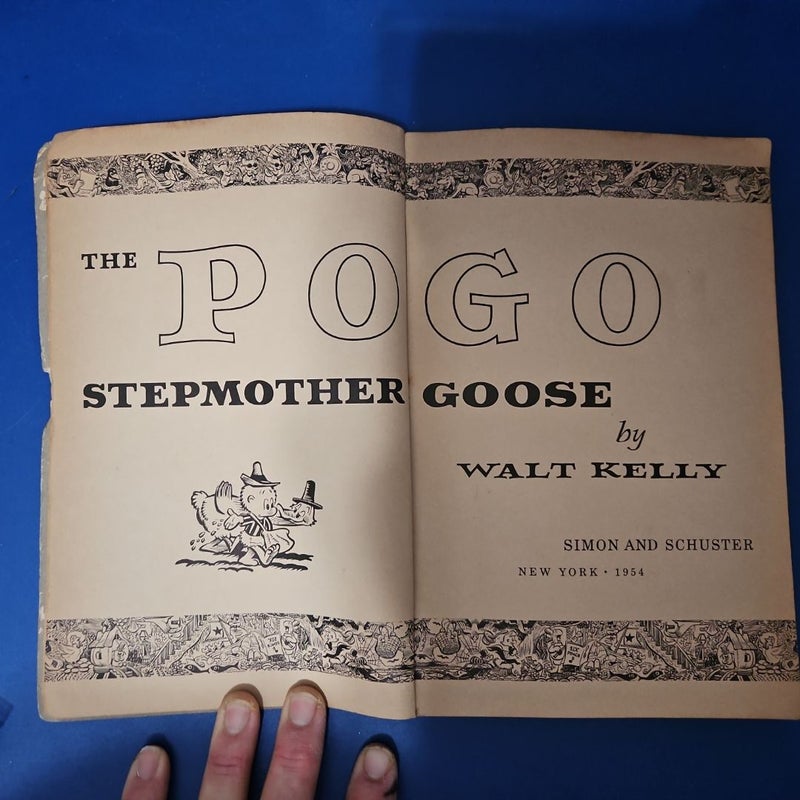 THE POGO
STEPMOTHER GOOSE
by
WALT KELLY
SIMON AND SCHUSTER
NEW YORK · 1954